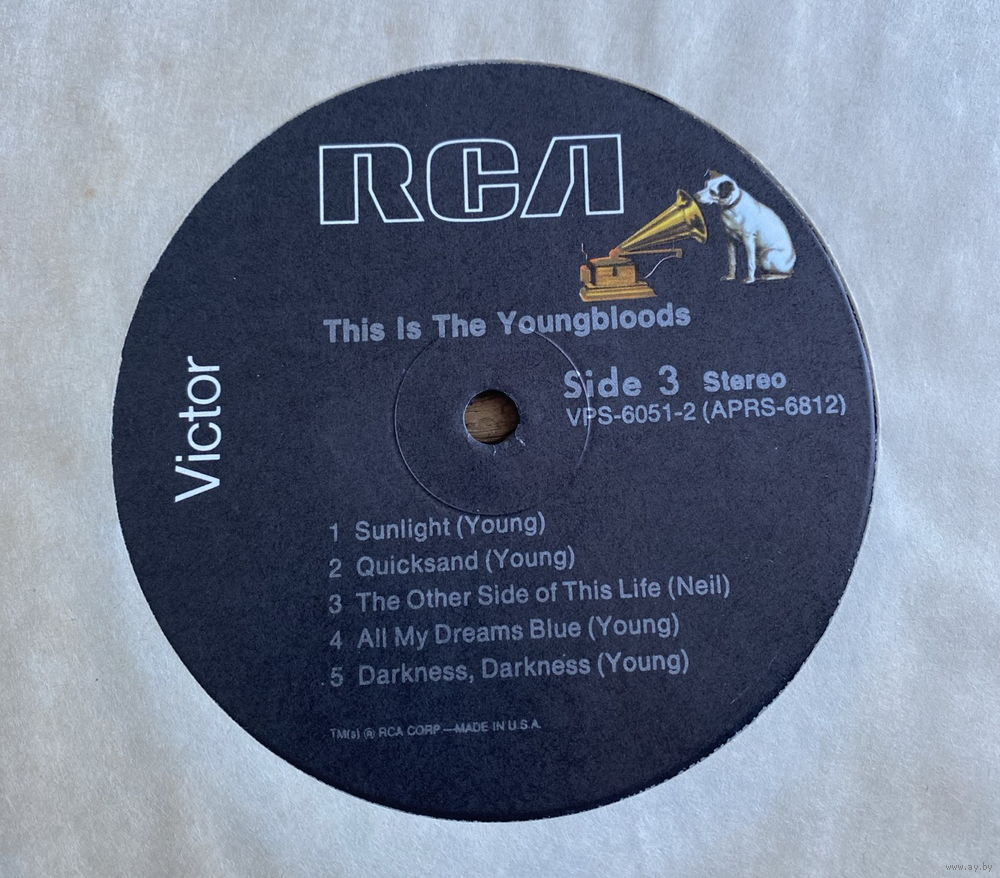 RCA
Victor
This Is The Youngbloods
Side 3 Stereo
VPS-6051-2 (APRS-6812)
1 Sunlight (Young)
2 Quicksand (Young)
3 The Other Side of This Life (Neil)
4 All My Dreams Blue (Young)
5 Darkness, Darkness (Young)
TM(s) ® RCA CORP—MADE IN U.S.A.
www.ay.by